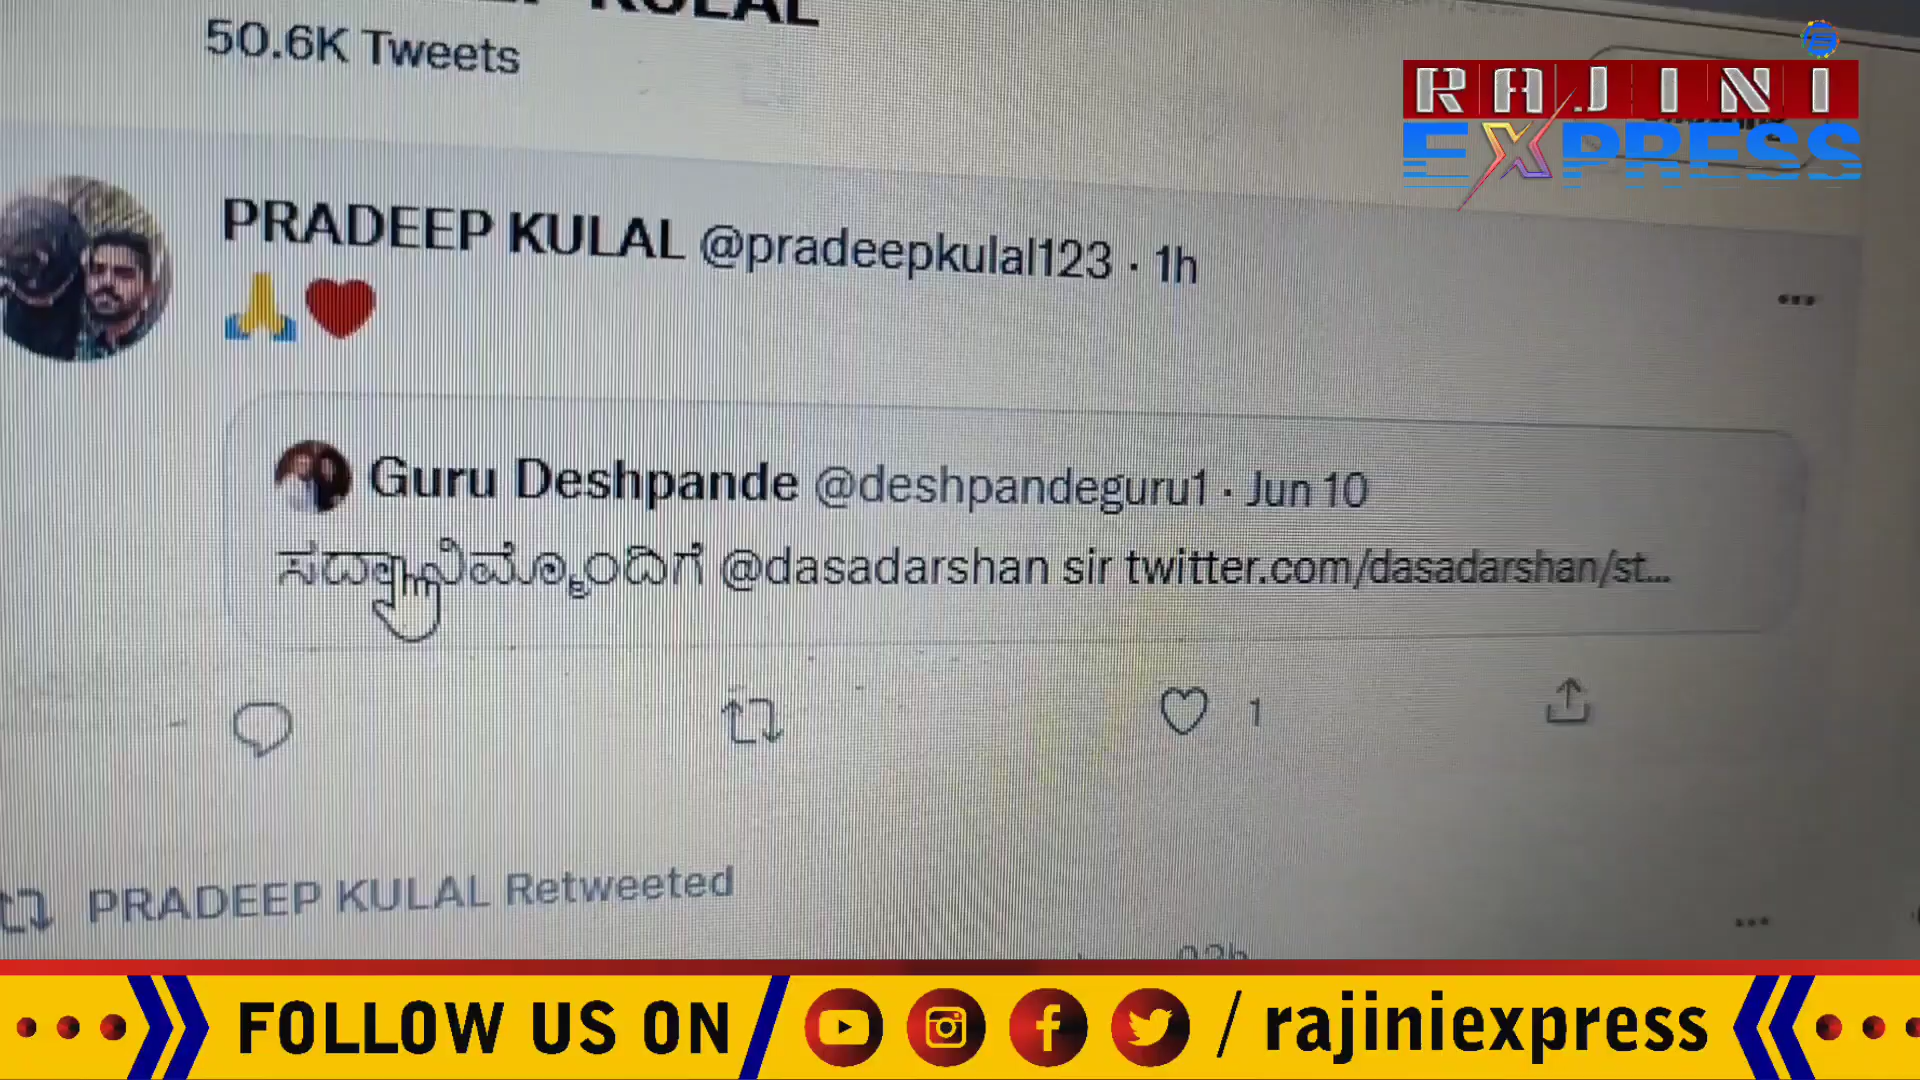 KULAL
50.6K Tweets
RAJINI
EXPRESS
PRADEEP KULAL @pradeepkulal123 · 1h
🙏❤️
Guru Deshpande @deshpandeguru1 · Jun 10
@dasadarshan sir twitter.com/dasadarshan/st...
1
PRADEEP KULAL Retweeted
FOLLOW US ON / rajiniexpress